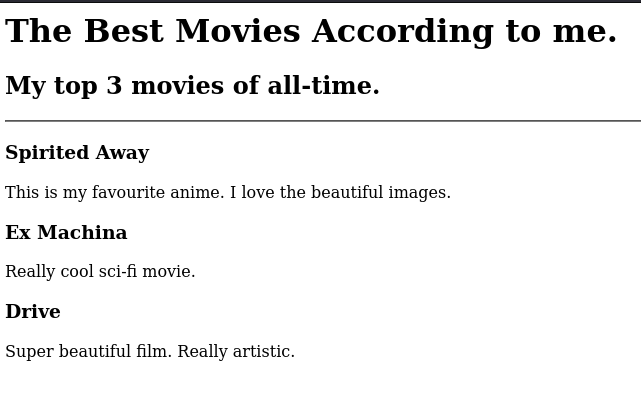 The Best Movies According to me.
My top 3 movies of all-time.
Spirited Away
This is my favourite anime. I love the beautiful images.
Ex Machina
Really cool sci-fi movie.
Drive
Super beautiful film. Really artistic.